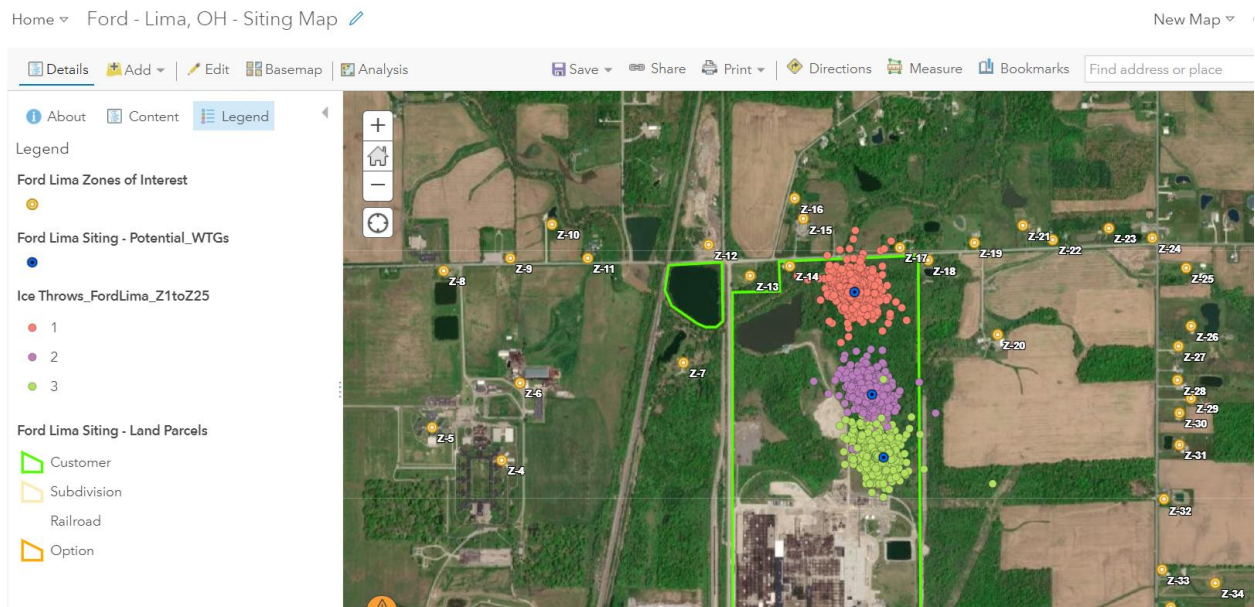 Home Ford - Lima, OH - Siting Map New Map
Details Add Edit Basemap Analysis Save Share Print Directions Measure Bookmarks Find address or place
About Content Legend
Legend
Ford Lima Zones of Interest
Ford Lima Siting - Potential_WTGs
Ice Throws_FordLima_Z1toZ25
1
2
3
Ford Lima Siting - Land Parcels
Customer
Subdivision
Railroad
Option
Z-16
Z-15
Z-10
Z-21
Z-22
Z-23
Z-24
Z-12
Z-17
Z-19
Z-9
Z-11
Z-8
Z-13
Z-14
Z-18
Z-25
Z-26
Z-20
Z-27
Z-7
Z-6
Z-28
Z-29
Z-30
Z-5
Z-31
Z-4
Z-32
Z-33
Z-34